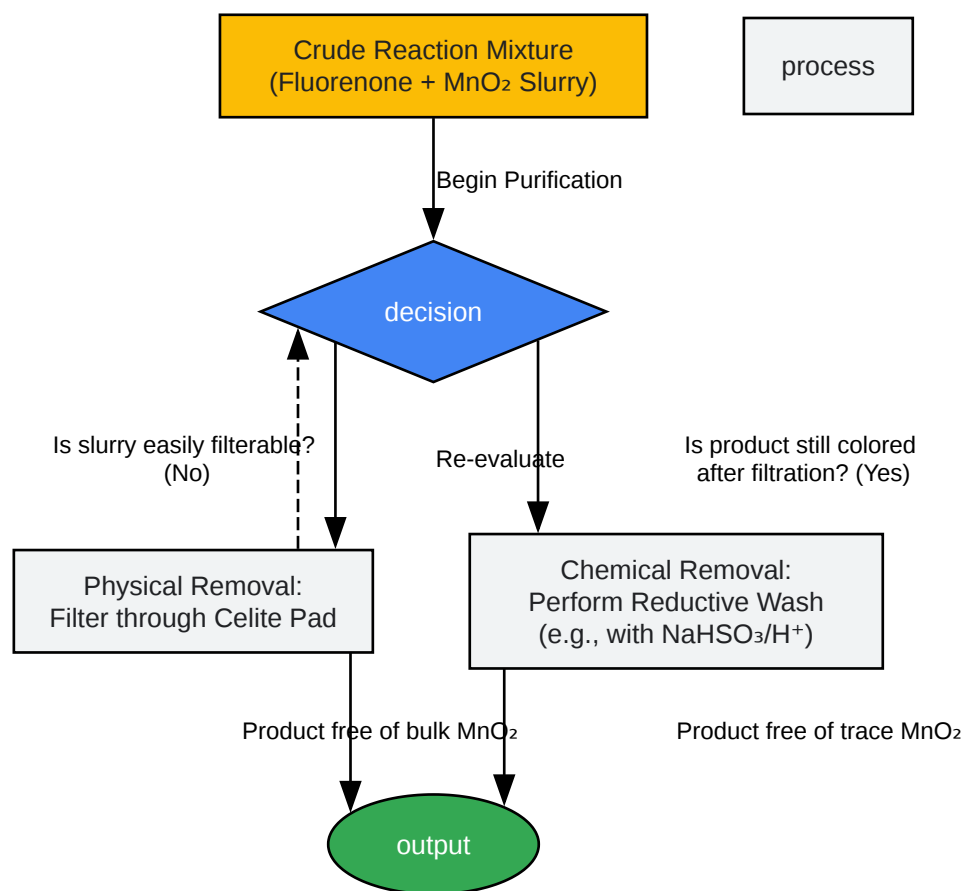 Crude Reaction Mixture
(Fluorenone + MnO₂ Slurry)
process
Begin Purification
decision
Is slurry easily filterable?
(No)
Re-evaluate
Is product still colored
after filtration? (Yes)
Physical Removal:
Filter through Celite Pad
Chemical Removal:
Perform Reductive Wash
(e.g., with NaHSO₃/H⁺)
Product free of bulk MnO₂
Product free of trace MnO₂
output